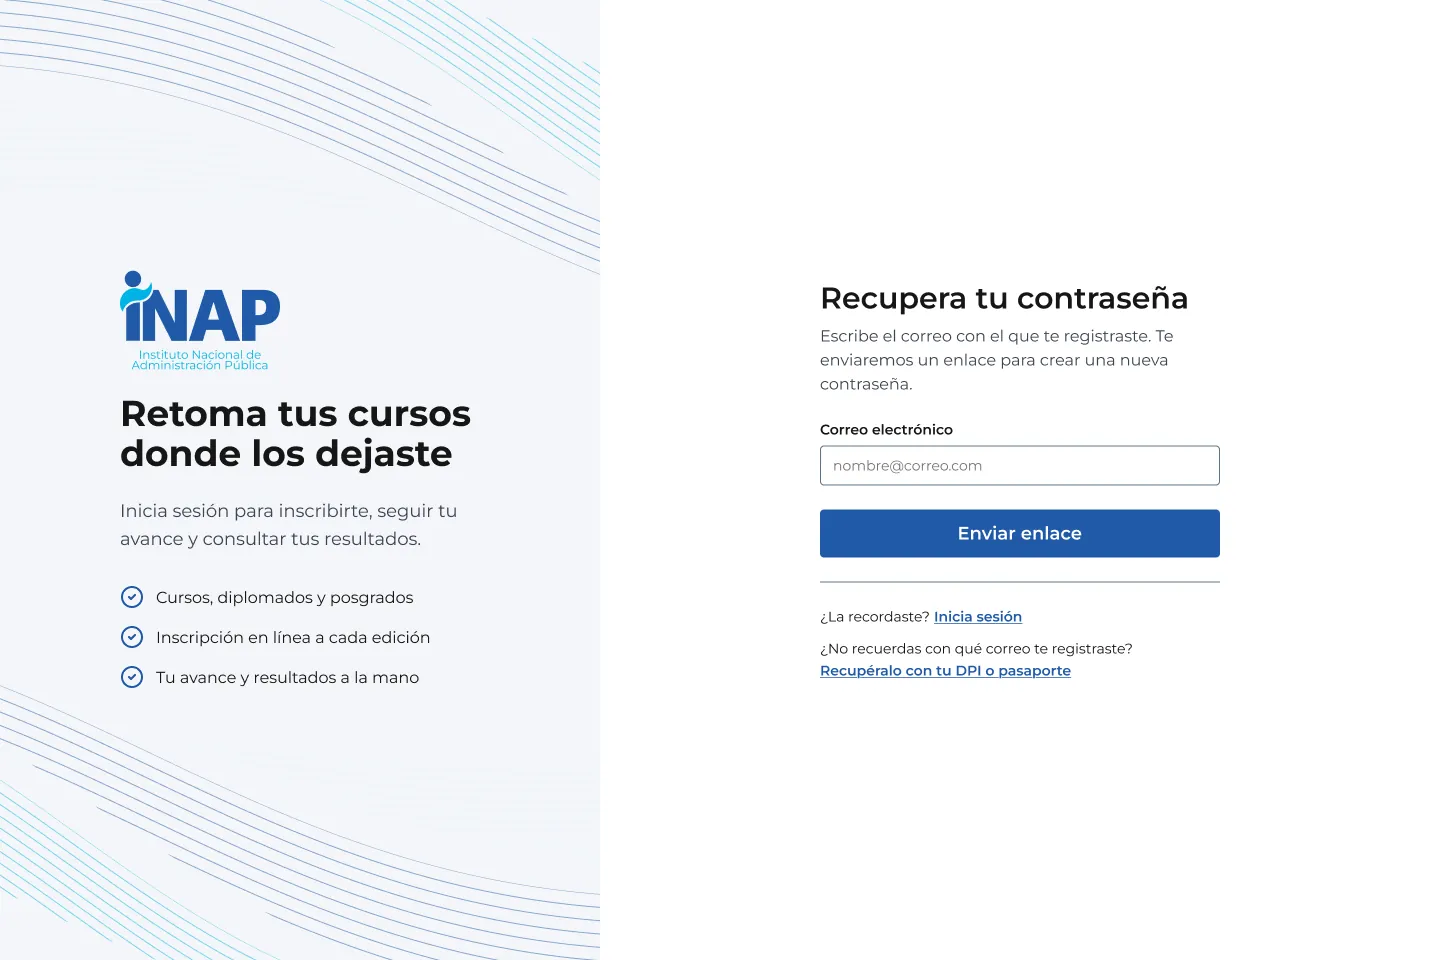 iNAP
Instituto Nacional de
Administración Pública
Retoma tus cursos
donde los dejaste
Inicia sesión para inscribirte, seguir tu
avance y consultar tus resultados.
Cursos, diplomados y posgrados
Inscripción en línea a cada edición
Tu avance y resultados a la mano
Recupera tu contraseña
Escribe el correo con el que te registraste. Te
enviaremos un enlace para crear una nueva
contraseña.
Correo electrónico
nombre@correo.com
Enviar enlace
¿La recordaste? Inicia sesión
¿No recuerdas con qué correo te registraste?
Recupéralo con tu DPI o pasaporte